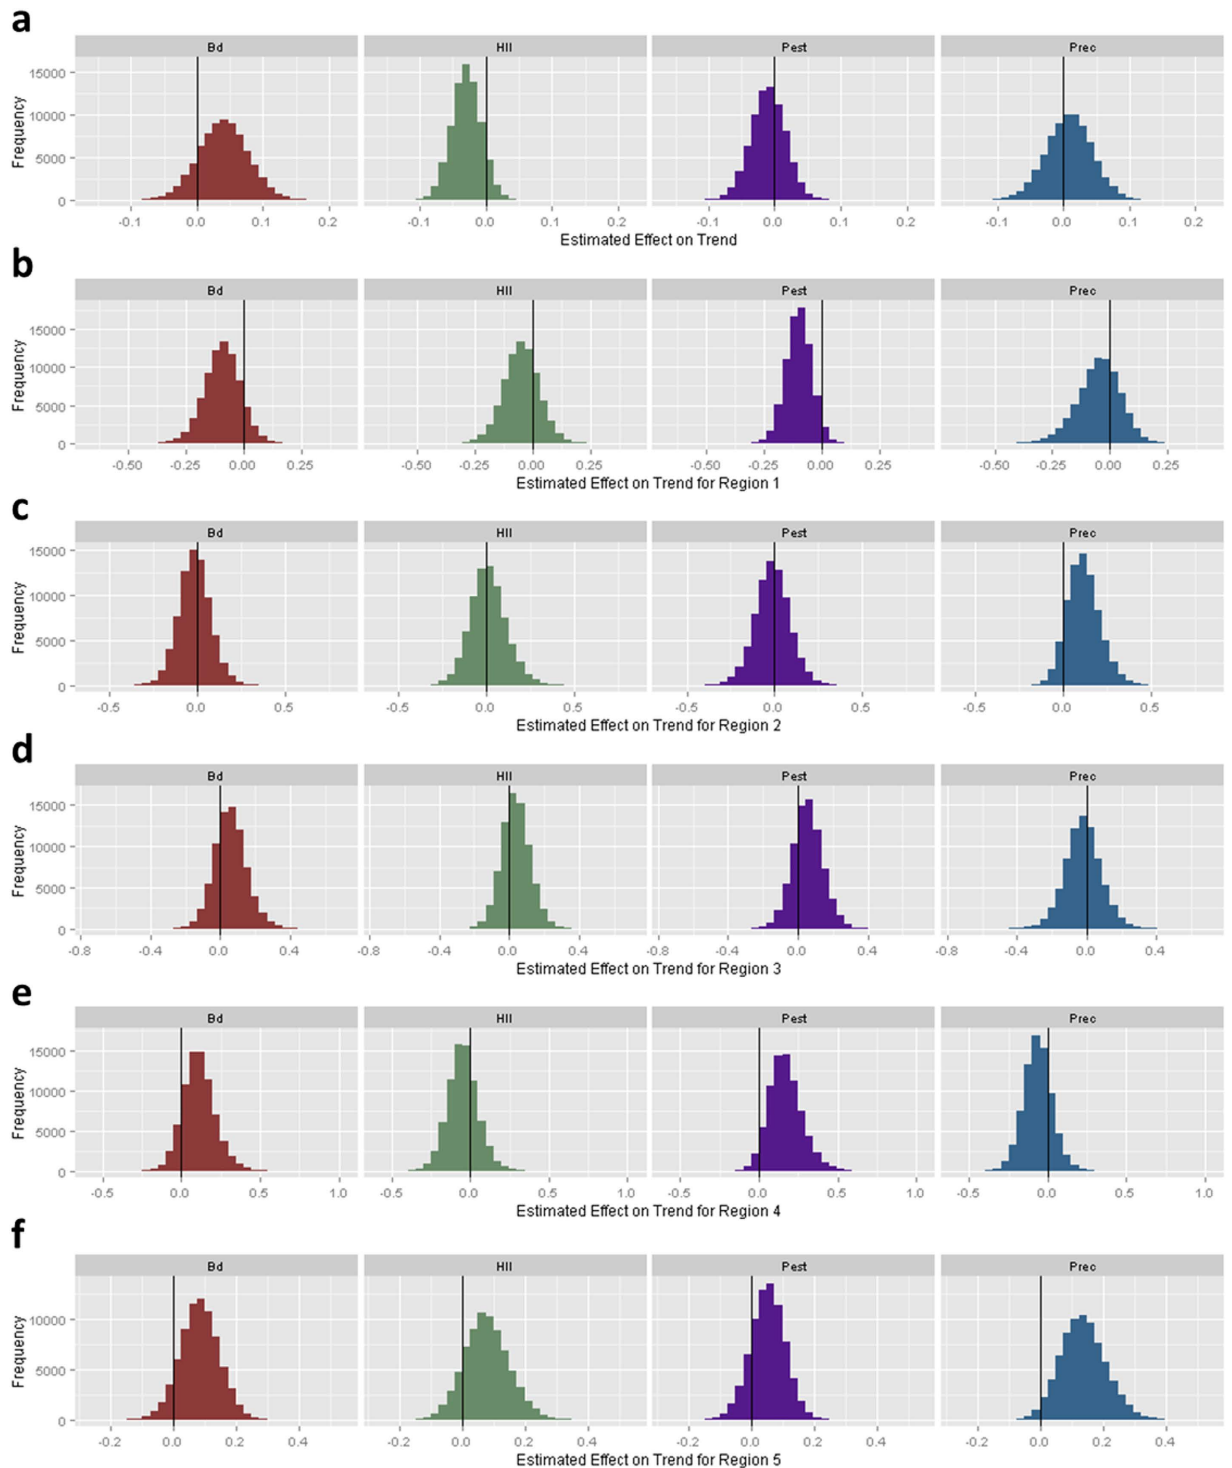 a
Bd HII Pest Prec
Frequency
15000
10000
5000
0
-0.1 0.0 0.1 0.2 -0.1 0.0 0.1 0.2 -0.1 0.0 0.1 0.2 -0.1 0.0 0.1 0.2
Estimated Effect on Trend
b
Bd HII Pest Prec
Frequency
15000
10000
5000
0
-0.50 -0.25 0.00 0.25 -0.50 -0.25 0.00 0.25 -0.50 -0.25 0.00 0.25 -0.50 -0.25 0.00 0.25
Estimated Effect on Trend for Region 1
c
Bd HII Pest Prec
Frequency
15000
10000
5000
0
-0.5 0.0 0.5 -0.5 0.0 0.5 -0.5 0.0 0.5 -0.5 0.0 0.5
Estimated Effect on Trend for Region 2
d
Bd HII Pest Prec
Frequency
15000
10000
5000
0
-0.8 -0.4 0.0 0.4 -0.8 -0.4 0.0 0.4 -0.8 -0.4 0.0 0.4 -0.8 -0.4 0.0 0.4
Estimated Effect on Trend for Region 3
e
Bd HII Pest Prec
Frequency
15000
10000
5000
0
-0.5 0.0 0.5 1.0 -0.5 0.0 0.5 1.0 -0.5 0.0 0.5 1.0 -0.5 0.0 0.5 1.0
Estimated Effect on Trend for Region 4
f
Bd HII Pest Prec
Frequency
10000
5000
0
-0.2 0.0 0.2 0.4 -0.2 0.0 0.2 0.4 -0.2 0.0 0.2 0.4 -0.2 0.0 0.2 0.4
Estimated Effect on Trend for Region 5